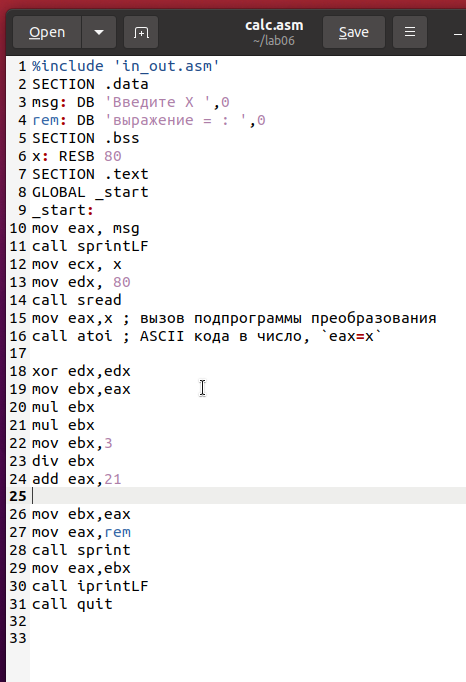 Open
calc.asm
~/lab06
Save
1 %include 'in_out.asm'
2 SECTION .data
3 msg: DB 'Введите X ',0
4 rem: DB 'выражение = : ',0
5 SECTION .bss
6 x: RESB 80
7 SECTION .text
8 GLOBAL _start
9 _start:
10 mov eax, msg
11 call sprintLF
12 mov ecx, x
13 mov edx, 80
14 call sread
15 mov eax,x ; вызов подпрограммы преобразования
16 call atoi ; ASCII кода в число, `eax=x`
17
18 xor edx,edx
19 mov ebx,eax
20 mul ebx
21 mul ebx
22 mov ebx,3
23 div ebx
24 add eax,21
25
26 mov ebx,eax
27 mov eax,rem
28 call sprint
29 mov eax,ebx
30 call iprintLF
31 call quit
32
33